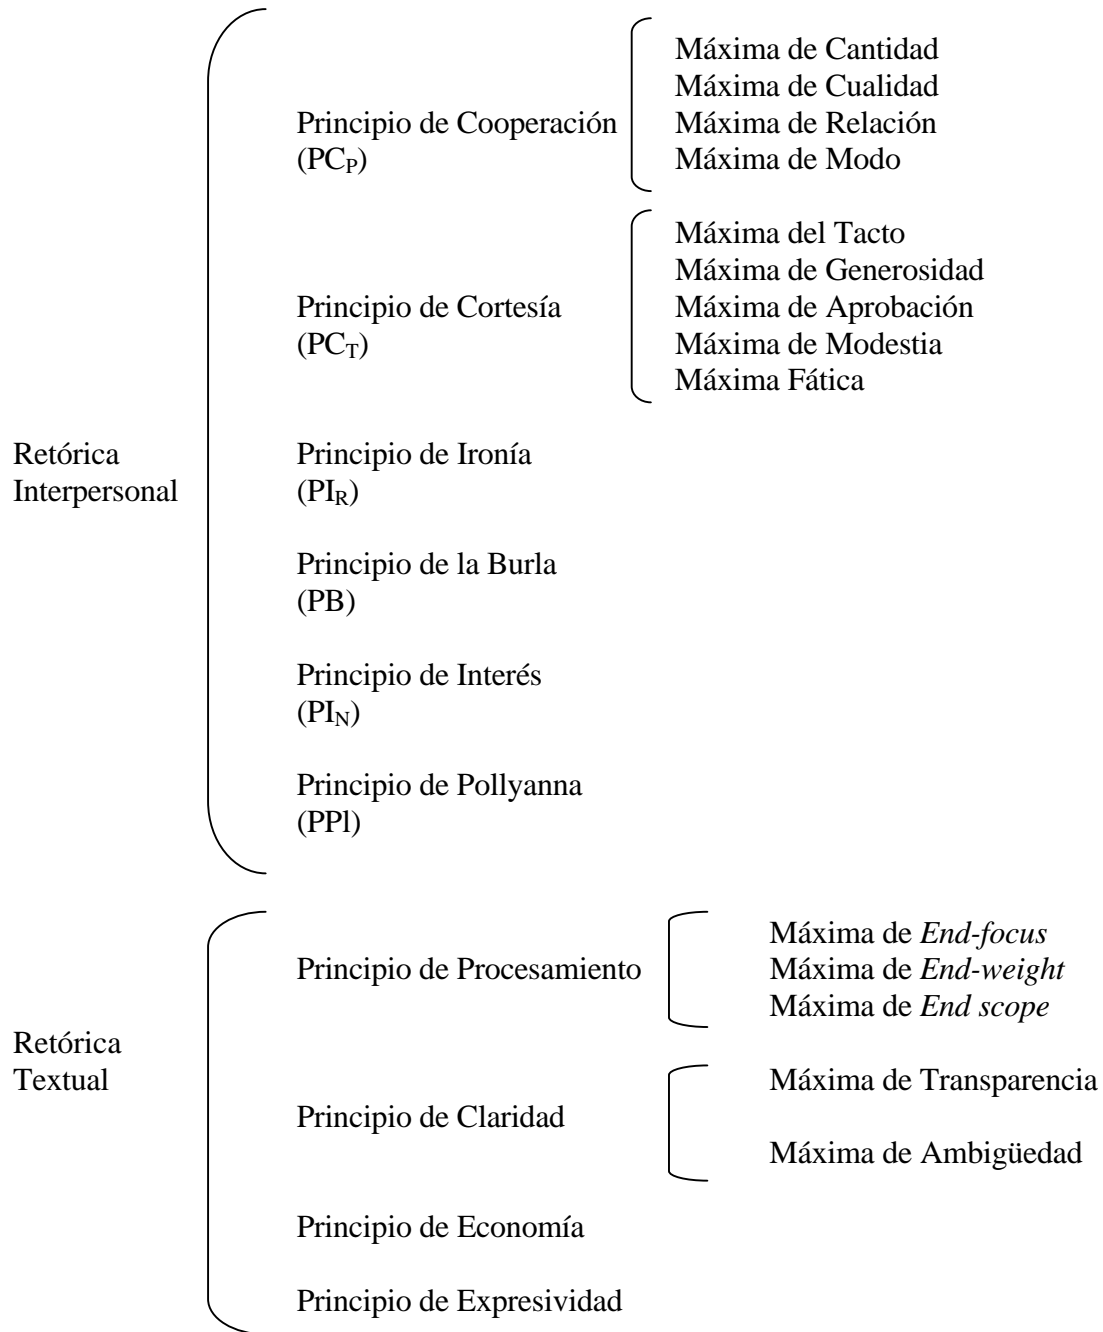 Máxima de Cantidad
Máxima de Cualidad
Principio de Cooperación
Máxima de Relación
(PCP)
Máxima de Modo
Máxima del Tacto
Máxima de Generosidad
Principio de Cortesía
Máxima de Aprobación
(PCT)
Máxima de Modestia
Máxima Fática
Retórica
Interpersonal
Principio de Ironía
(PIR)
Principio de la Burla
(PB)
Principio de Interés
(PIN)
Principio de Pollyanna
(PPl)
Retórica
Textual
Principio de Procesamiento
Máxima de End-focus
Máxima de End-weight
Máxima de End scope
Principio de Claridad
Máxima de Transparencia
Máxima de Ambigüedad
Principio de Economía
Principio de Expresividad